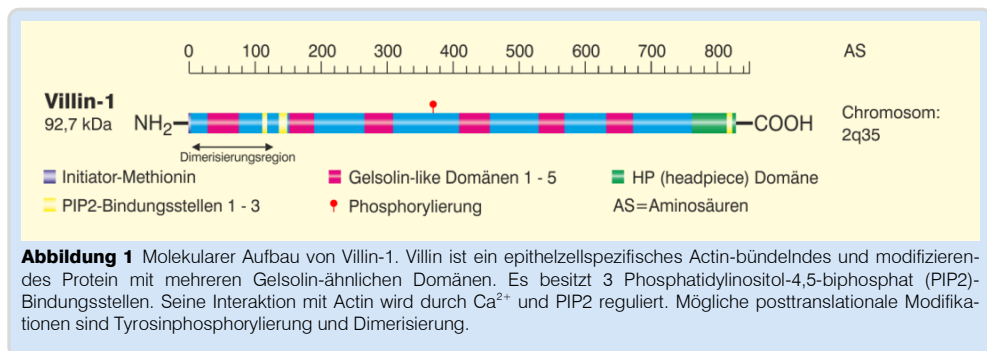 0 100 200 300 400 500 600 700 800 AS
Villin-1
92,7 kDa NH₂ COOH Chromosom:
2q35
Dimerisierungsregion
Initiator-Methionin Gelsolin-like Domänen 1 - 5 HP (headpiece) Domäne
PIP2-Bindungsstellen 1 - 3 Phosphorylierung AS=Aminosäuren
Abbildung 1 Molekularer Aufbau von Villin-1. Villin ist ein epithelzellspezifisches Actin-bündelndes und modifizieren-
des Protein mit mehreren Gelsolin-ähnlichen Domänen. Es besitzt 3 Phosphatidylinositol-4,5-biphosphat (PIP2)-
Bindungsstellen. Seine Interaktion mit Actin wird durch Ca²⁺ und PIP2 reguliert. Mögliche posttranslationale Modifika-
tionen sind Tyrosinphosphorylierung und Dimerisierung.